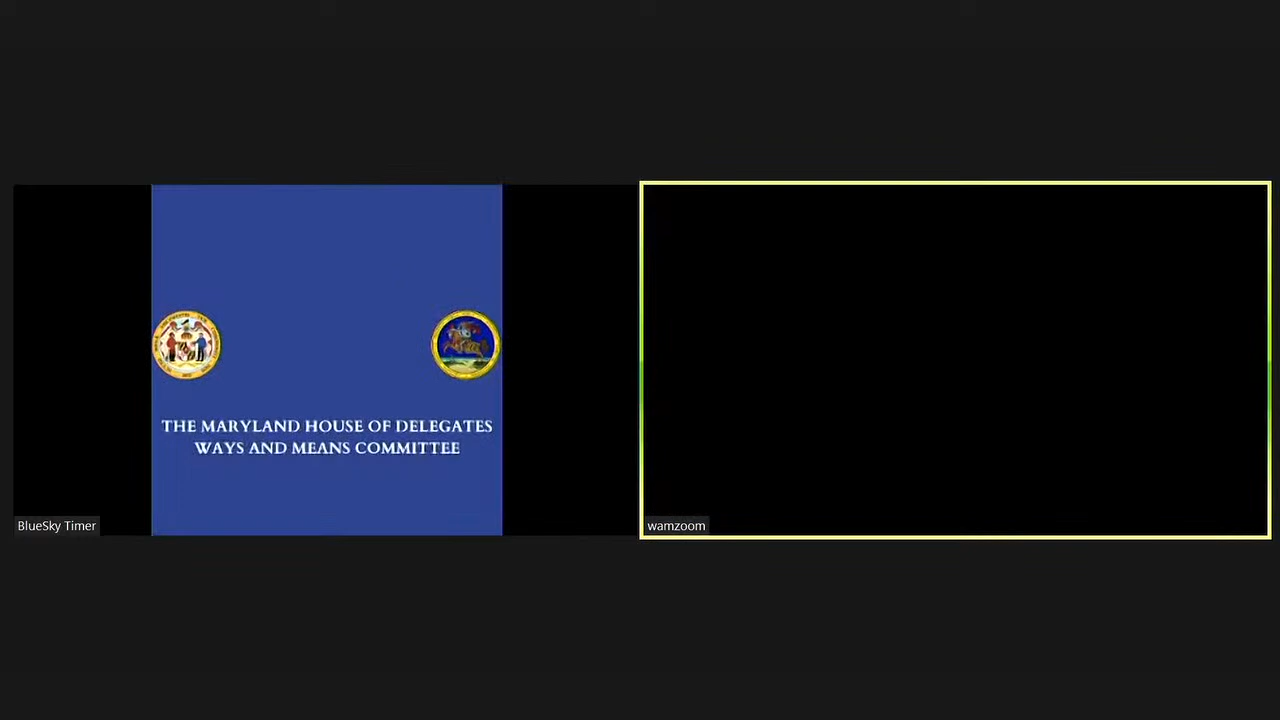 THE MARYLAND HOUSE OF DELEGATES
WAYS AND MEANS COMMITTEE
BlueSky Timer
wamzoom